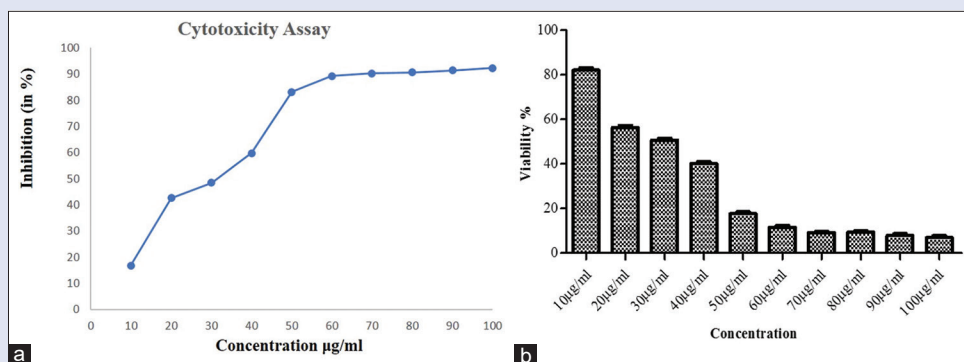 Cytotoxicity Assay
Inhibition (in %)
100
90
80
70
60
50
40
30
20
10
0
0 10 20 30 40 50 60 70 80 90 100
Concentration µg/ml
a
Viability %
100
80
60
40
20
0
10µg/ml 20µg/ml 30µg/ml 40µg/ml 50µg/ml 60µg/ml 70µg/ml 80µg/ml 90µg/ml 100µg/ml
Concentration
b